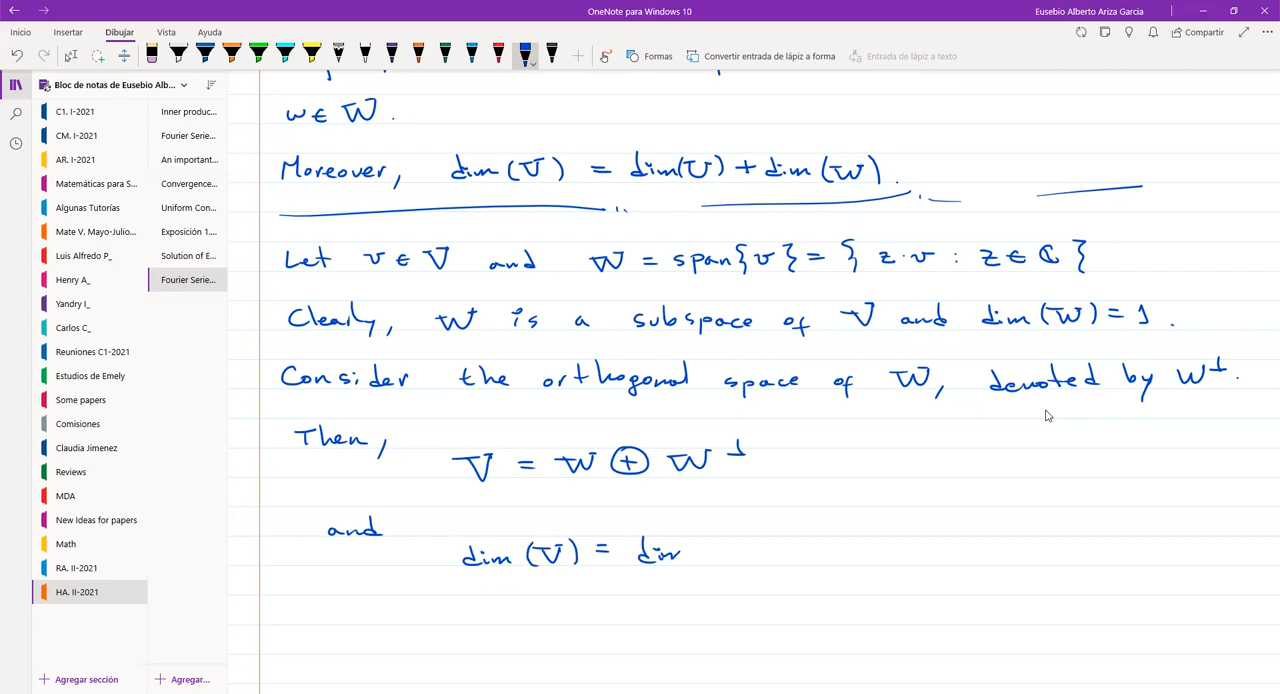 OneNote para Windows 10
Eusebio Alberto Ariza Garcia
Inicio
Insertar
Dibujar
Vista
Ayuda
Compartir
Formas
Convertir entrada de lápiz a forma
Entrada de lápiz a texto
Bloc de notas de Eusebio Alb...
C1. I-2021
CM. I-2021
AR. I-2021
Matemáticas para S...
Algunas Tutorías
Mate V. Mayo-Julio...
Luis Alfredo P_
Henry A_
Yandry I_
Carlos C_
Reuniones C1-2021
Estudios de Emely
Some papers
Comisiones
Claudia Jimenez
Reviews
MDA
New Ideas for papers
Math
RA. II-2021
HA. II-2021
Agregar sección
Inner produc...
Fourier Serie...
An important...
Convergence...
Uniform Con...
Exposición 1...
Solution of E...
Fourier Serie...
Agregar...
w ∈ W.
Moreover, dim(V) = dim(U) + dim(W).
Let v ∈ V and W = span{v} = { z·v : z ∈ ℂ }
Clearly, W is a subspace of V and dim(W) = 1.
Consider the orthogonal space of W, denoted by W⊥.
Then,
V = W ⊕ W⊥
and
dim(V) = dim